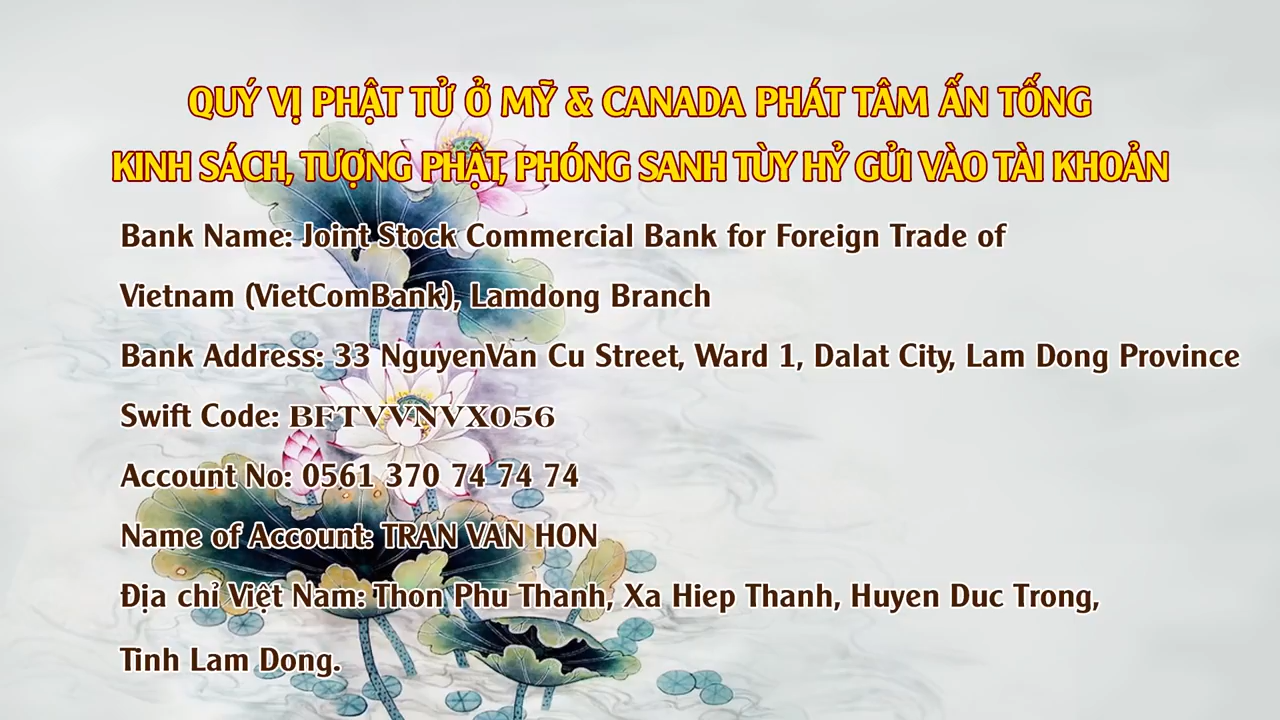 QUÝ VỊ PHẬT TỬ Ở MỸ & CANADA PHÁT TÂM ẤN TỐNG
KINH SÁCH, TƯỢNG PHẬT, PHÓNG SANH TÙY HỶ GỬI VÀO TÀI KHOẢN
Bank Name: Joint Stock Commercial Bank for Foreign Trade of
Vietnam (VietComBank), Lamdong Branch
Bank Address: 33 NguyenVan Cu Street, Ward 1, Dalat City, Lam Dong Province
Swift Code: BFTVVNVX056
Account No: 0561 370 74 74 74
Name of Account: TRAN VAN HON
Địa chỉ Việt Nam: Thon Phu Thanh, Xa Hiep Thanh, Huyen Duc Trong,
Tinh Lam Dong.